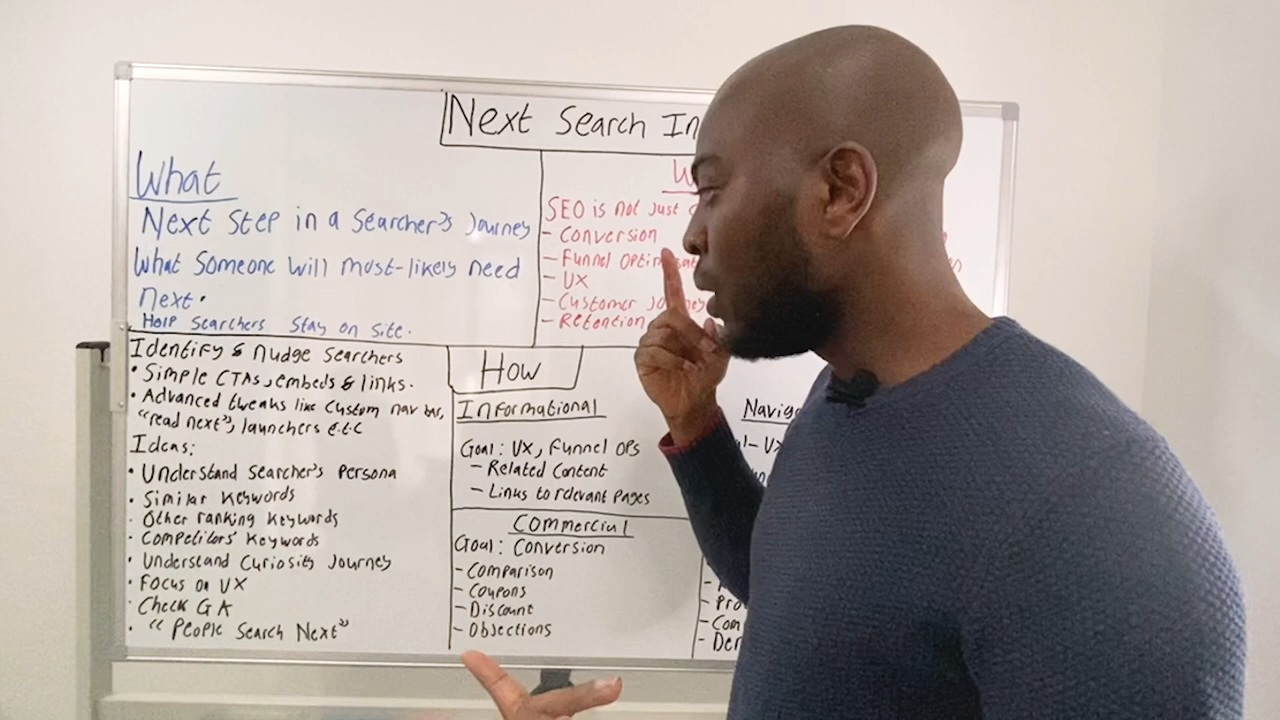 Next Search In
What
Next Step in a Searcher's Journey
What Someone will most-likely need
next.
Help Searchers Stay on site.
W
SEO is not just
- Conversion
- Funnel Optimisat
- UX
- Customer Jo
- Retention
Identify & nudge Searchers
• Simple CTAs, embeds & links.
• Advanced tweaks like Custom nav bar,
"read next", launchers e.t.c
Ideas:
• Understand Searcher's Persona
• Similar Keywords
• Other ranking Keywords
• Competitors' Keywords
• Understand Curiosity Journey
• Focus on UX
• Check GA
• "People Search Next"
How
Informational
Goal: UX, Funnel Ops
- Related Content
- Links to relevant Pages
Commercial
Goal: Conversion
- Comparison
- Coupons
- Discount
- Objections
Naviga
- UX
- Pro
- Com
- Der